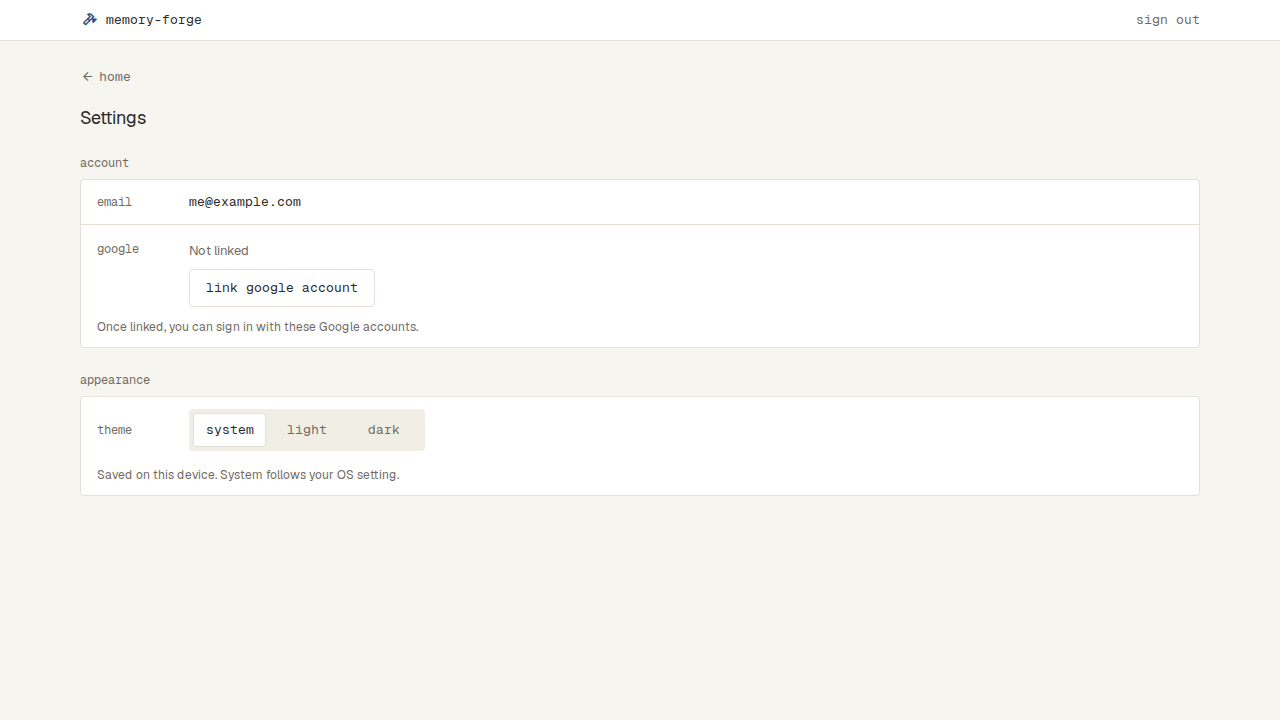 memory-forge
sign out
← home
Settings
account
email me@example.com
google Not linked
link google account
Once linked, you can sign in with these Google accounts.
appearance
theme system light dark
Saved on this device. System follows your OS setting.